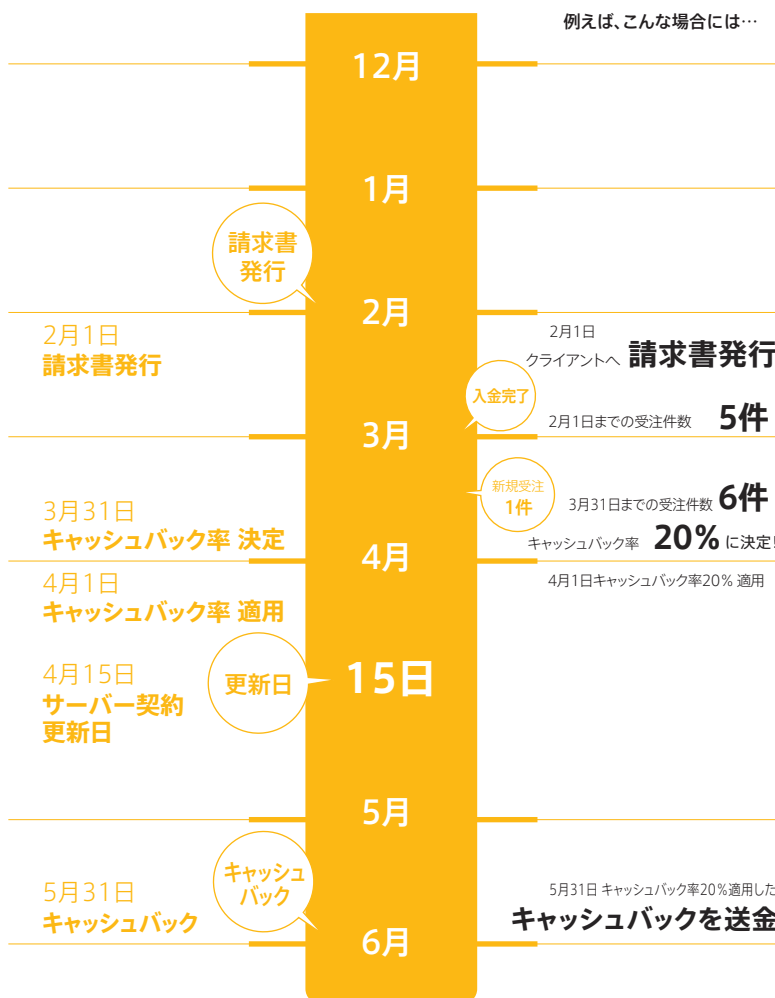 例えば、こんな場合には…
12月
1月
請求書
発行
2月
2月1日
請求書発行
2月1日
クライアントへ 請求書発行
入金完了
2月1日までの受注件数 5件
3月
新規受注
1件
3月31日までの受注件数 6件
3月31日
キャッシュバック率 決定
キャッシュバック率 20% に決定!
4月
4月1日
キャッシュバック率 適用
4月1日キャッシュバック率20% 適用
4月15日
サーバー契約
更新日
更新日
15日
5月
キャッシュ
バック
5月31日
キャッシュバック
5月31日 キャッシュバック率20%適用した
キャッシュバックを送金
6月